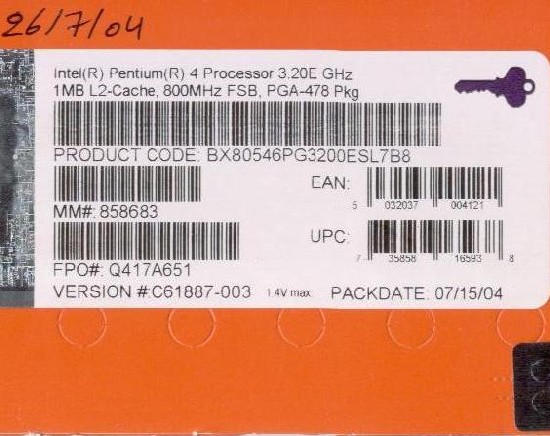 26/7/04
Intel(R) Pentium(R) 4 Processor 3.20E GHz
1MB L2-Cache, 800MHz FSB, PGA-478 Pkg
PRODUCT CODE: BX80546PG3200ESL7B8
EAN:
5 032037 004121
MM#: 858683
UPC:
7 35858 16593 8
FPO#: Q417A651
VERSION #:C61887-003 1.4V max PACKDATE: 07/15/04